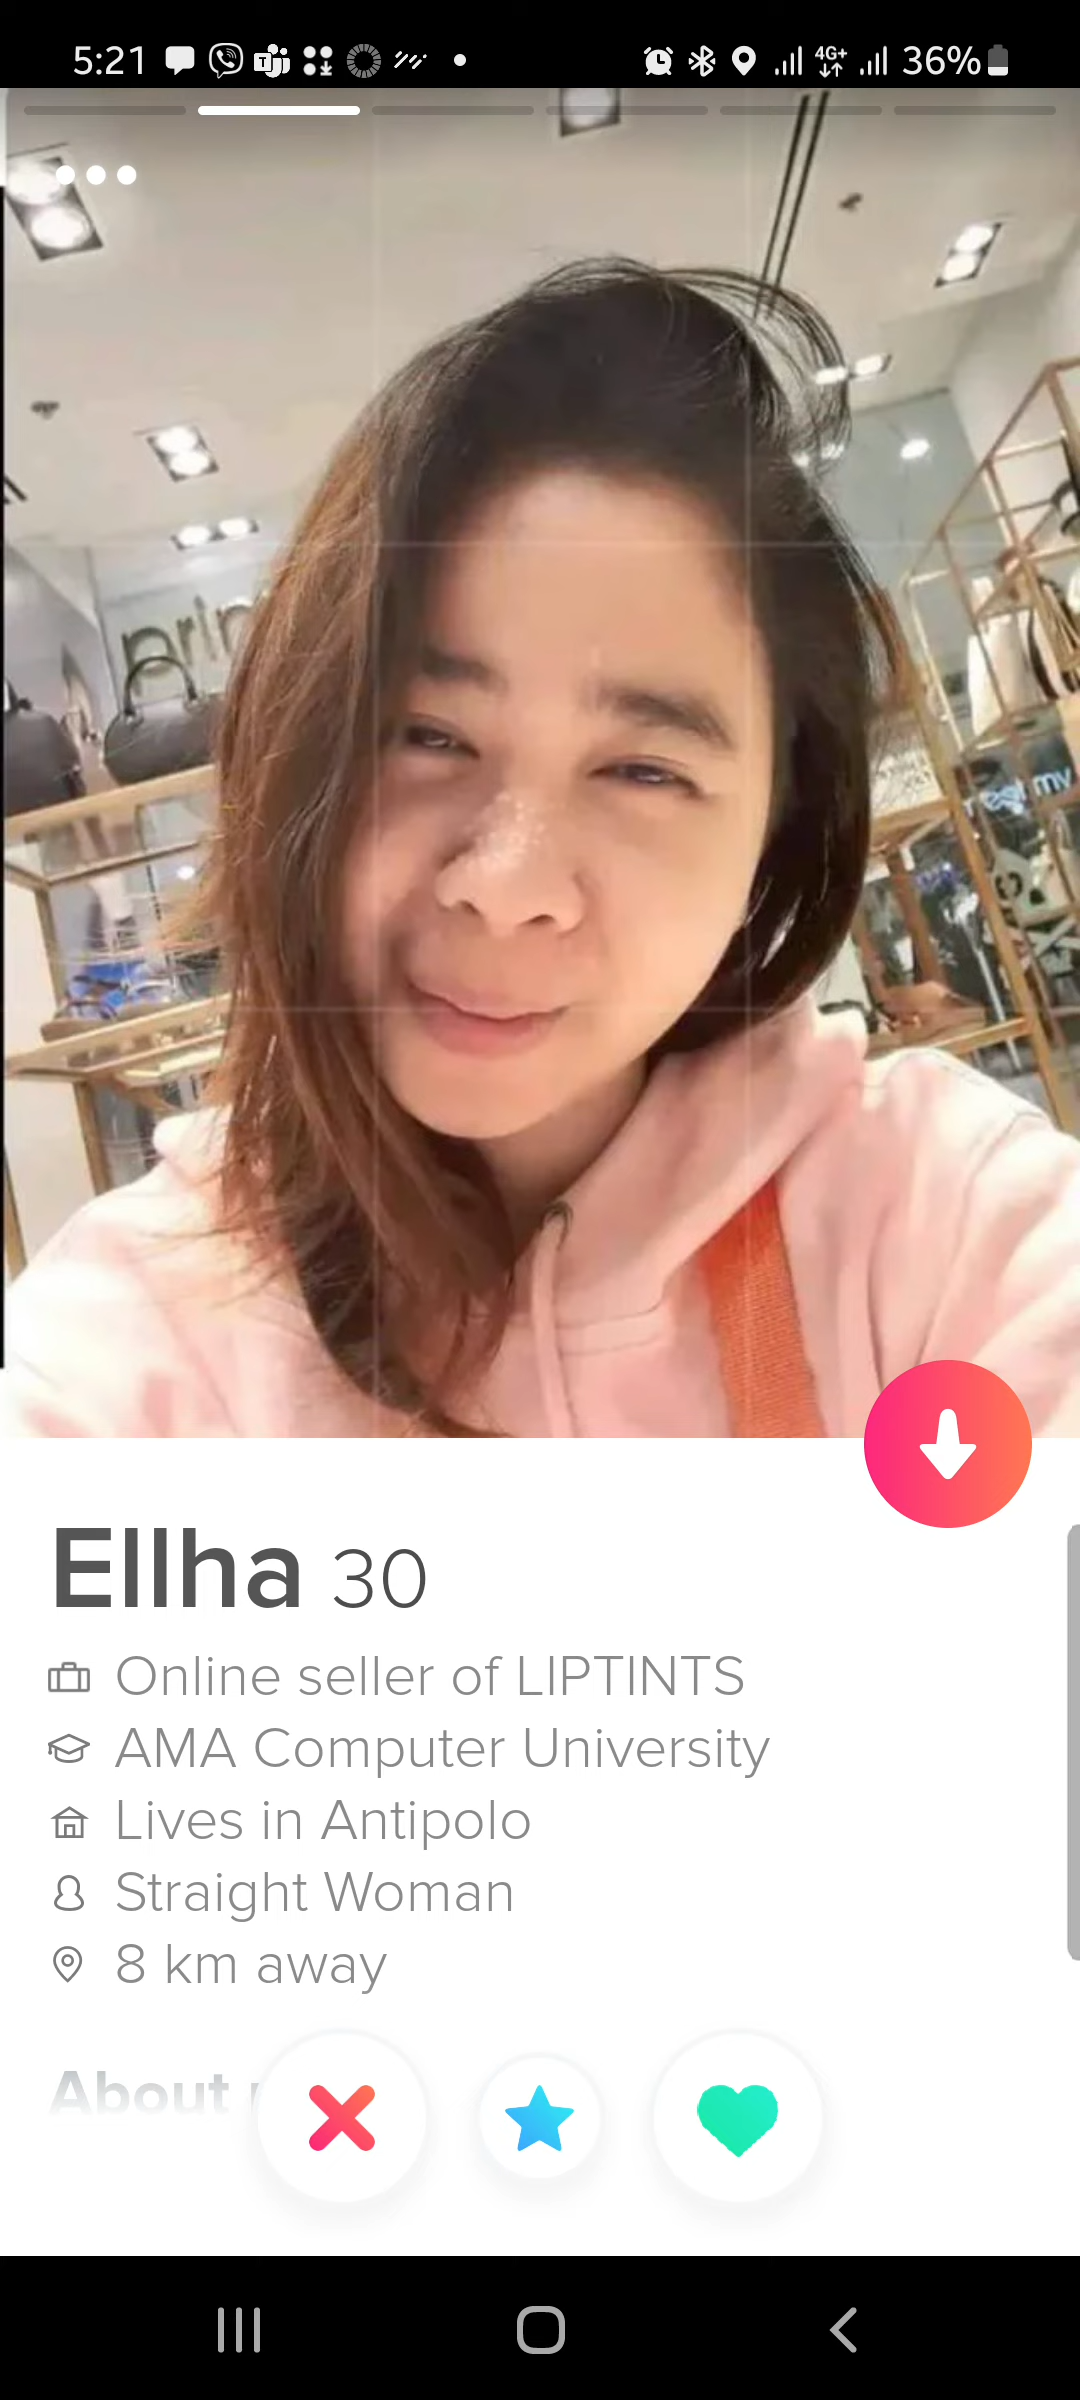 5:21
4G+
36%
Ellha 30
Online seller of LIPTINTS
AMA Computer University
Lives in Antipolo
Straight Woman
8 km away
About